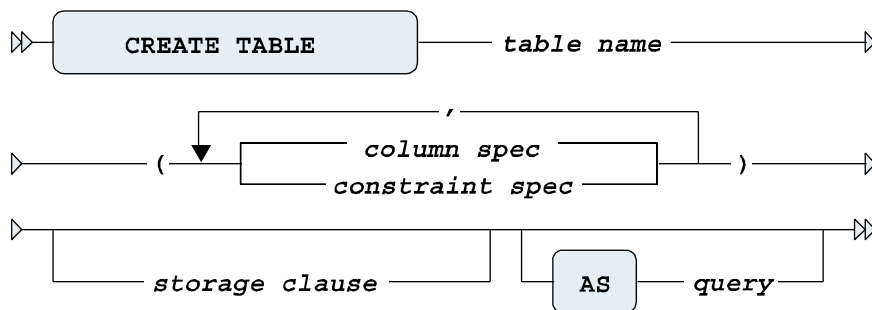 CREATE TABLE table name
,
( column spec )
constraint spec
storage clause AS query